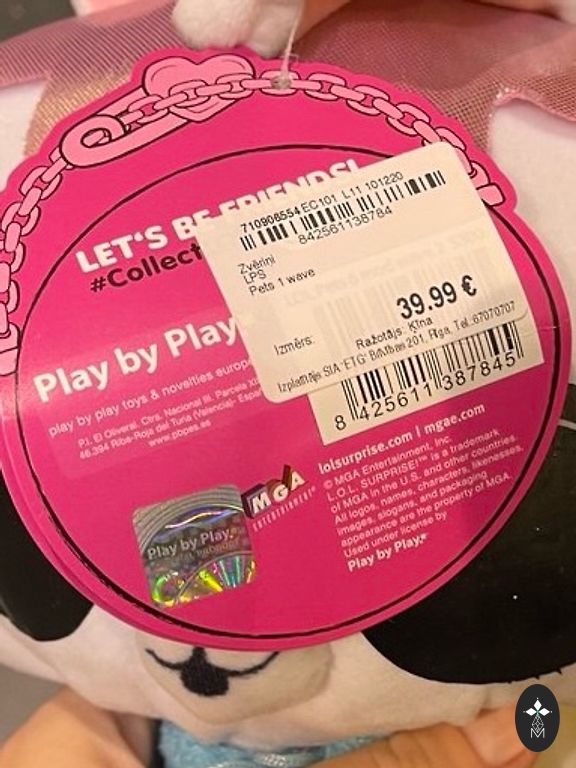 LET'S BE FRIENDS!
#Collect
710906554 EC101 L11 101220
842561138784
Zvēriņi
LPS
Pets 1 wave
39.99 €
Izmērs:
Ražotājs. Ķīna
Izplatītājs SIA "ETG" Brīvības 201, Rīga, Tel.:67070707
8 425611 387845
Play by Play
play by play toys & novelties europe
P.I. El Oliveral. Ctra. Nacional III. Parcela
46.394 Riba-Roja del Turia (Valencia)-
www.pbpes.es
lolsurprise.com | mgae.com
© MGA Entertainment, Inc.
L.O.L. SURPRISE!™ is a trademark
of MGA in the U.S. and other countries.
All logos, names, characters, likenesses,
images, slogans, and packaging
appearance are the property of MGA.
Used under license by
Play by Play.
MGA
ENTERTAINMENT
Play by Play
M